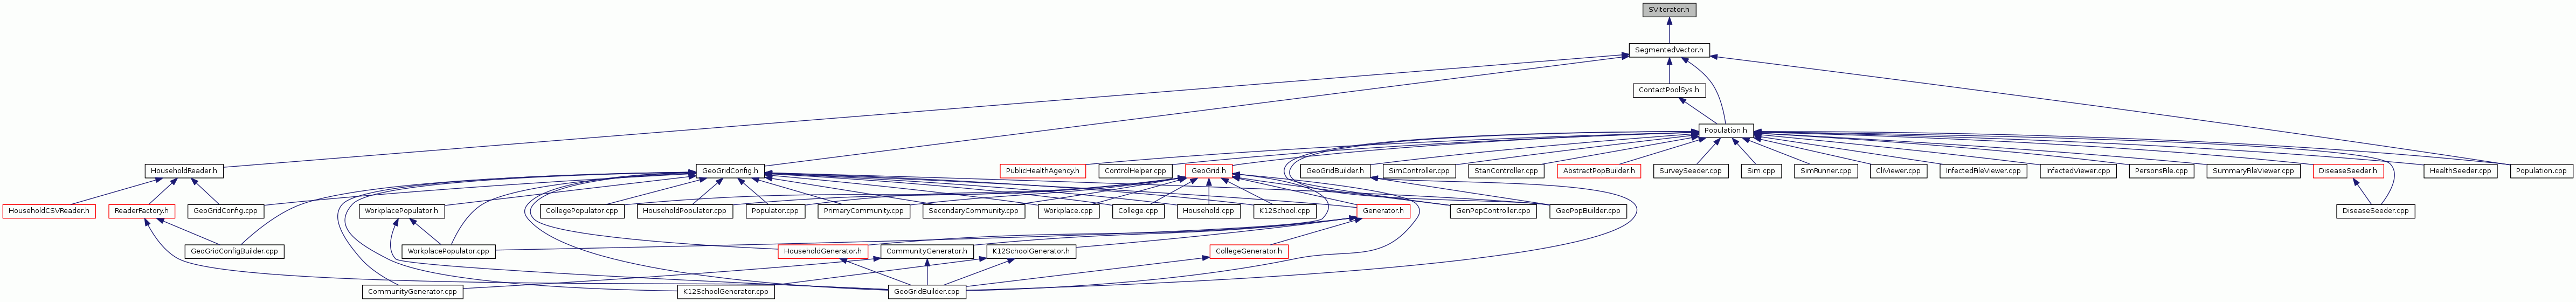 SVIterator.h
SegmentedVector.h
ContactPoolSys.h
Population.h
HouseholdReader.h
GeoGridConfig.h
PublicHealthAgency.h
ControlHelper.cpp
GeoGrid.h
GeoGridBuilder.h
SimController.cpp
StanController.cpp
AbstractPopBuilder.h
SurveySeeder.cpp
Sim.cpp
SimRunner.cpp
CliViewer.cpp
InfectedFileViewer.cpp
InfectedViewer.cpp
PersonsFile.cpp
SummaryFileViewer.cpp
DiseaseSeeder.h
HealthSeeder.cpp
Population.cpp
HouseholdCSVReader.h
ReaderFactory.h
GeoGridConfig.cpp
WorkplacePopulator.h
CollegePopulator.cpp
HouseholdPopulator.cpp
Populator.cpp
PrimaryCommunity.cpp
SecondaryCommunity.cpp
Workplace.cpp
College.cpp
Household.cpp
K12School.cpp
Generator.h
GenPopController.cpp
GeoPopBuilder.cpp
DiseaseSeeder.cpp
GeoGridConfigBuilder.cpp
WorkplacePopulator.cpp
HouseholdGenerator.h
CommunityGenerator.h
K12SchoolGenerator.h
CollegeGenerator.h
CommunityGenerator.cpp
K12SchoolGenerator.cpp
GeoGridBuilder.cpp